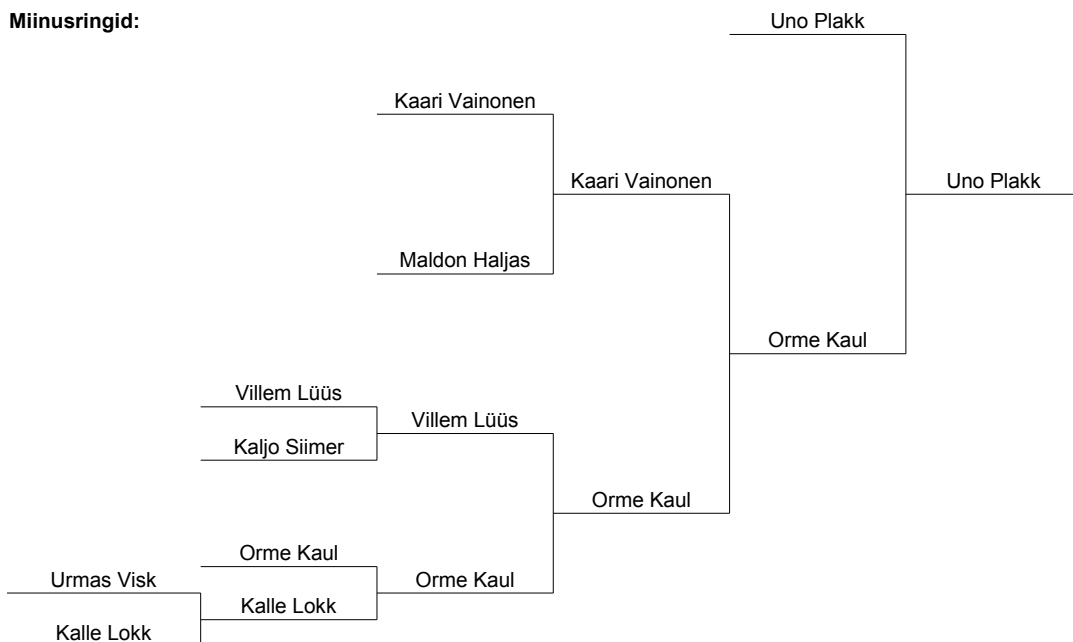 Miinusringid:
Uno Plakk
Kaari Vainonen
Kaari Vainonen
Uno Plakk
Maldon Haljas
Orme Kaul
Villem Lüüs
Villem Lüüs
Kaljo Siimer
Orme Kaul
Orme Kaul
Urmas Visk
Orme Kaul
Kalle Lokk
Kalle Lokk